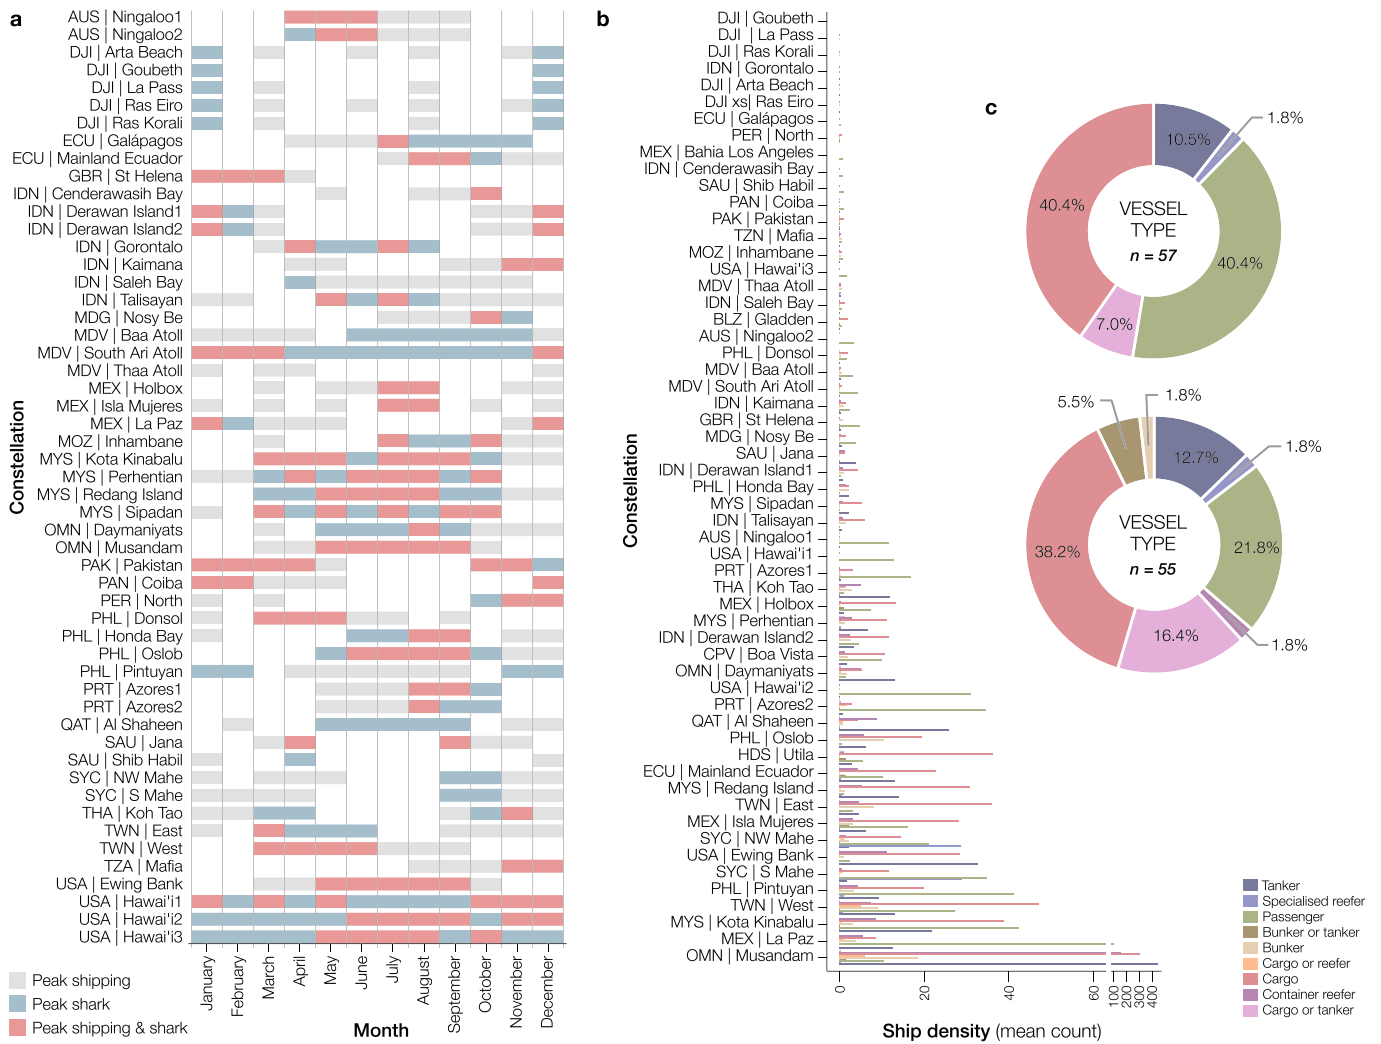 a
Constellation
AUS | Ningaloo1
AUS | Ningaloo2
DJI | Arta Beach
DJI | Goubeth
DJI | La Pass
DJI | Ras Eiro
DJI | Ras Korali
ECU | Galápagos
ECU | Mainland Ecuador
GBR | St Helena
IDN | Cenderawasih Bay
IDN | Derawan Island1
IDN | Derawan Island2
IDN | Gorontalo
IDN | Kaimana
IDN | Saleh Bay
IDN | Talisayan
MDG | Nosy Be
MDV | Baa Atoll
MDV | South Ari Atoll
MDV | Thaa Atoll
MEX | Holbox
MEX | Isla Mujeres
MEX | La Paz
MOZ | Inhambane
MYS | Kota Kinabalu
MYS | Perhentian
MYS | Redang Island
MYS | Sipadan
OMN | Daymaniyats
OMN | Musandam
PAK | Pakistan
PAN | Coiba
PER | North
PHL | Donsol
PHL | Honda Bay
PHL | Oslob
PHL | Pintuyan
PRT | Azores1
PRT | Azores2
QAT | Al Shaheen
SAU | Jana
SAU | Shib Habil
SYC | NW Mahe
SYC | S Mahe
THA | Koh Tao
TWN | East
TWN | West
TZA | Mafia
USA | Ewing Bank
USA | Hawai'i1
USA | Hawai'i2
USA | Hawai'i3
January
February
March
April
May
June
July
August
September
October
November
December
Month
Peak shipping
Peak shark
Peak shipping & shark
b
Constellation
DJI | Goubeth
DJI | La Pass
DJI | Ras Korali
IDN | Gorontalo
DJI | Arta Beach
DJI xs| Ras Eiro
ECU | Galápagos
PER | North
MEX | Bahia Los Angeles
IDN | Cenderawasih Bay
SAU | Shib Habil
PAN | Coiba
PAK | Pakistan
TZN | Mafia
MOZ | Inhambane
USA | Hawai'i3
MDV | Thaa Atoll
IDN | Saleh Bay
BLZ | Gladden
AUS | Ningaloo2
PHL | Donsol
MDV | Baa Atoll
MDV | South Ari Atoll
IDN | Kaimana
GBR | St Helena
MDG | Nosy Be
SAU | Jana
IDN | Derawan Island1
PHL | Honda Bay
MYS | Sipadan
IDN | Talisayan
AUS | Ningaloo1
USA | Hawai'i1
PRT | Azores1
THA | Koh Tao
MEX | Holbox
MYS | Perhentian
IDN | Derawan Island2
CPV | Boa Vista
OMN | Daymaniyats
USA | Hawai'i2
PRT | Azores2
QAT | Al Shaheen
PHL | Oslob
HDS | Utila
ECU | Mainland Ecuador
MYS | Redang Island
TWN | East
MEX | Isla Mujeres
SYC | NW Mahe
USA | Ewing Bank
SYC | S Mahe
PHL | Pintuyan
TWN | West
MYS | Kota Kinabalu
MEX | La Paz
OMN | Musandam
0
20
40
60
100
200
300
400
Ship density (mean count)
c
10.5%
1.8%
40.4%
7.0%
40.4%
VESSEL
TYPE
n = 57
5.5%
1.8%
12.7%
1.8%
21.8%
1.8%
16.4%
38.2%
VESSEL
TYPE
n = 55
Tanker
Specialised reefer
Passenger
Bunker or tanker
Bunker
Cargo or reefer
Cargo
Container reefer
Cargo or tanker